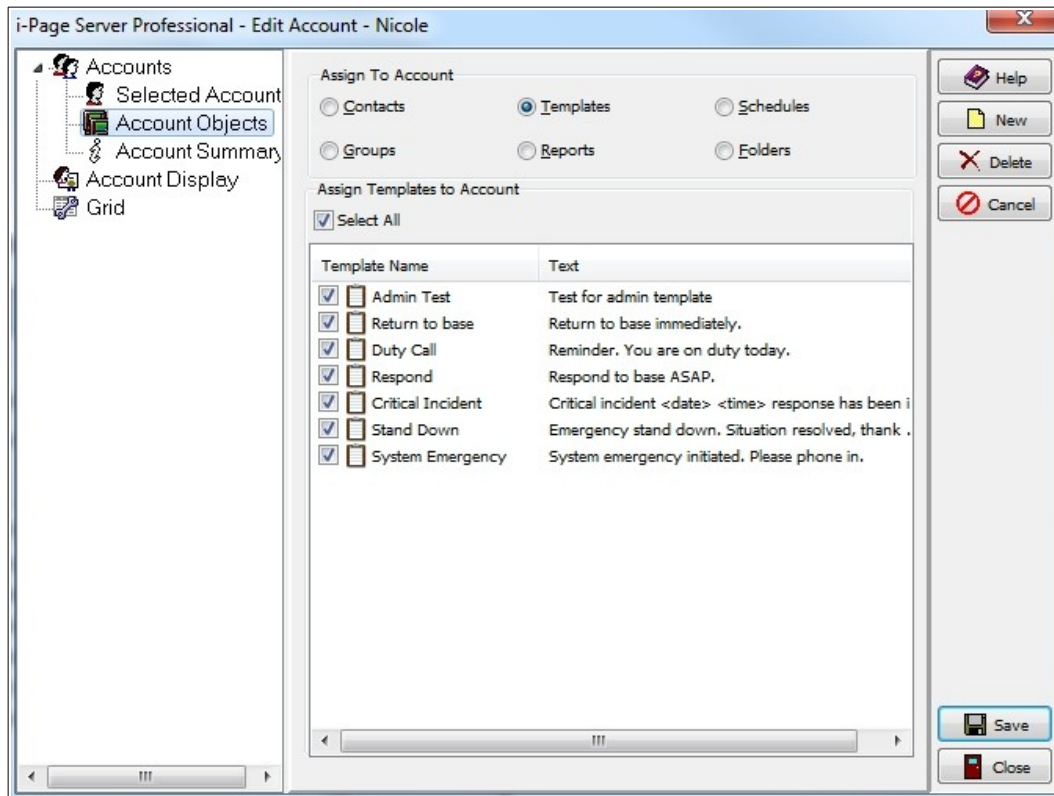 i-Page Server Professional - Edit Account - Nicole
Accounts
Selected Account
Account Objects
Account Summary
Account Display
Grid
Assign To Account
Contacts Templates Schedules
Groups Reports Folders
Assign Templates to Account
Select All
Template Name Text
Admin Test Test for admin template
Return to base Return to base immediately.
Duty Call Reminder. You are on duty today.
Respond Respond to base ASAP.
Critical Incident Critical incident <date> <time> response has been i
Stand Down Emergency stand down. Situation resolved, thank .
System Emergency System emergency initiated. Please phone in.
Help
New
Delete
Cancel
Save
Close